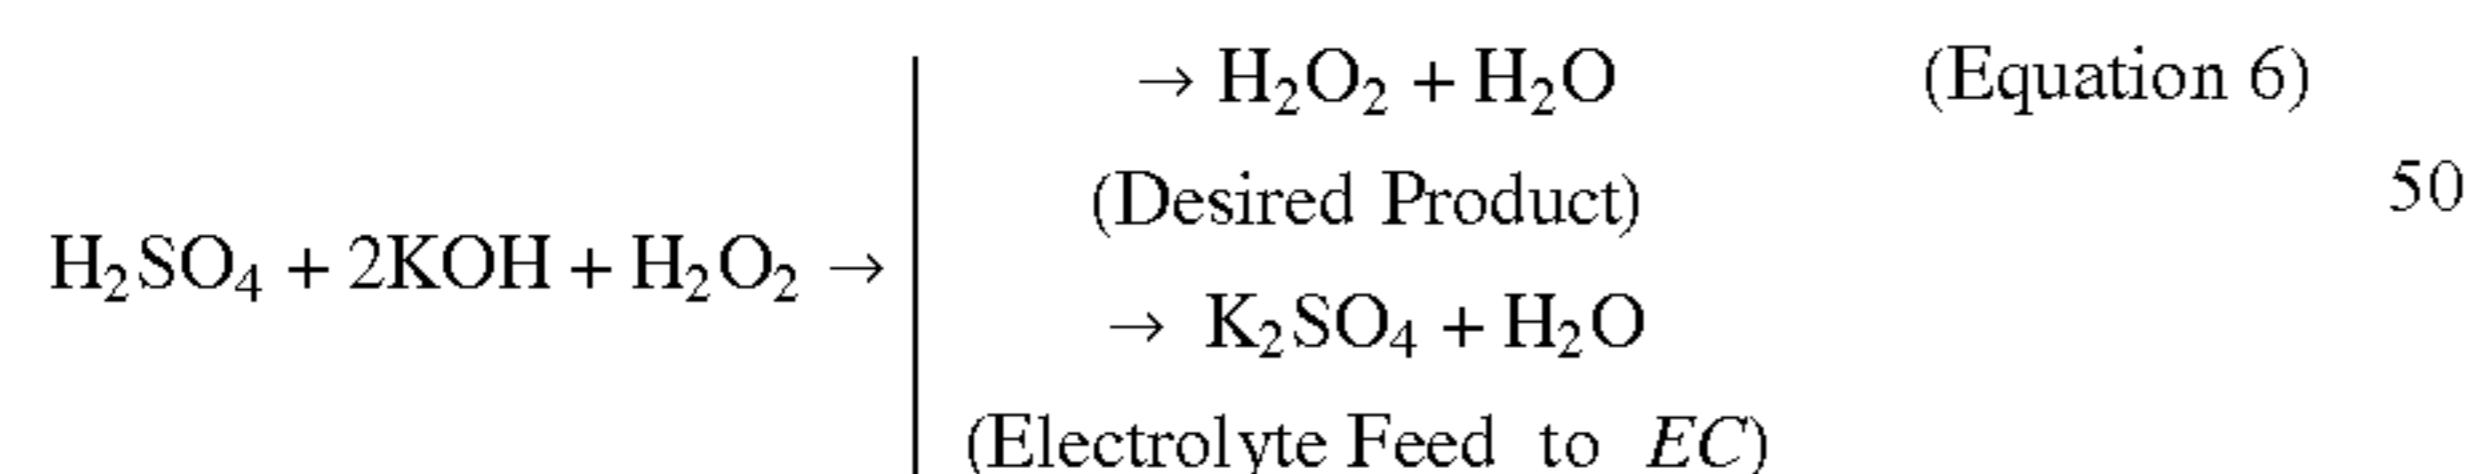 → H₂O₂ + H₂O (Equation 6)
50
(Desired Product)
H₂SO₄ + 2KOH + H₂O₂ →
→ K₂SO₄ + H₂O
(Electrolyte Feed to EC)